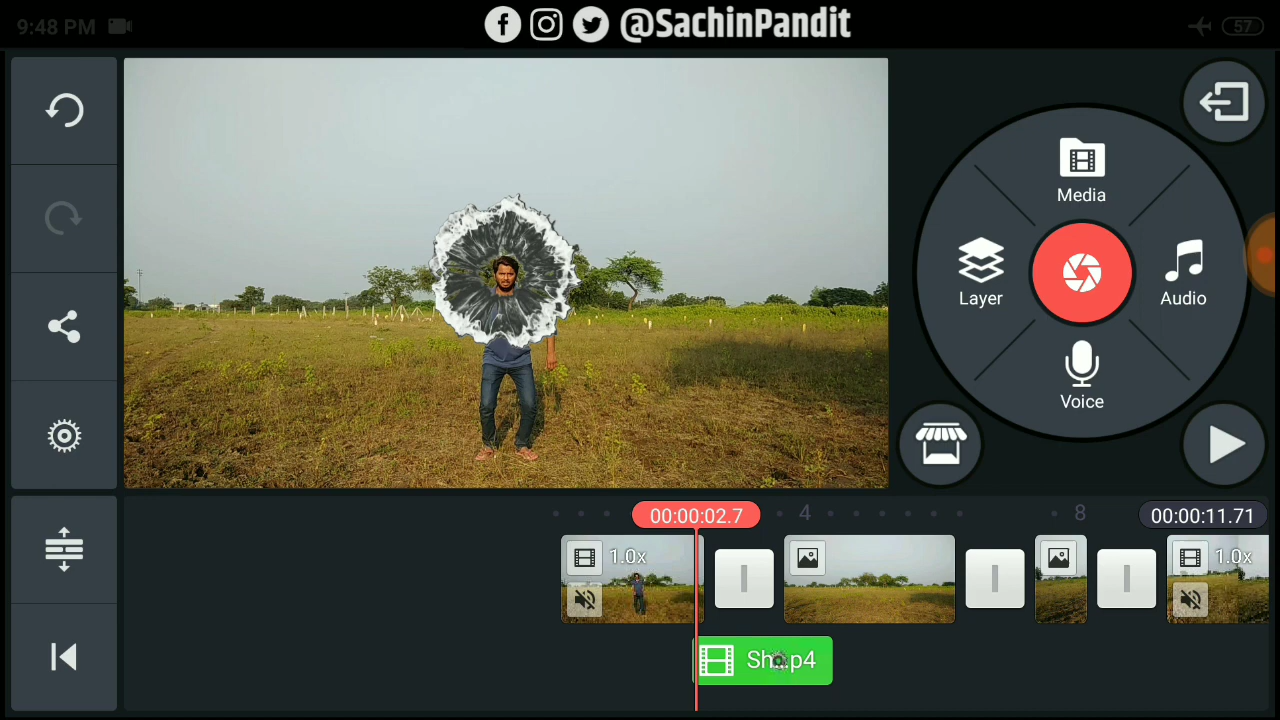 9:48 PM
@SachinPandit
57
Media
Layer
Audio
Voice
00:00:02.7
4
8
00:00:11.71
1.0x
1.0x